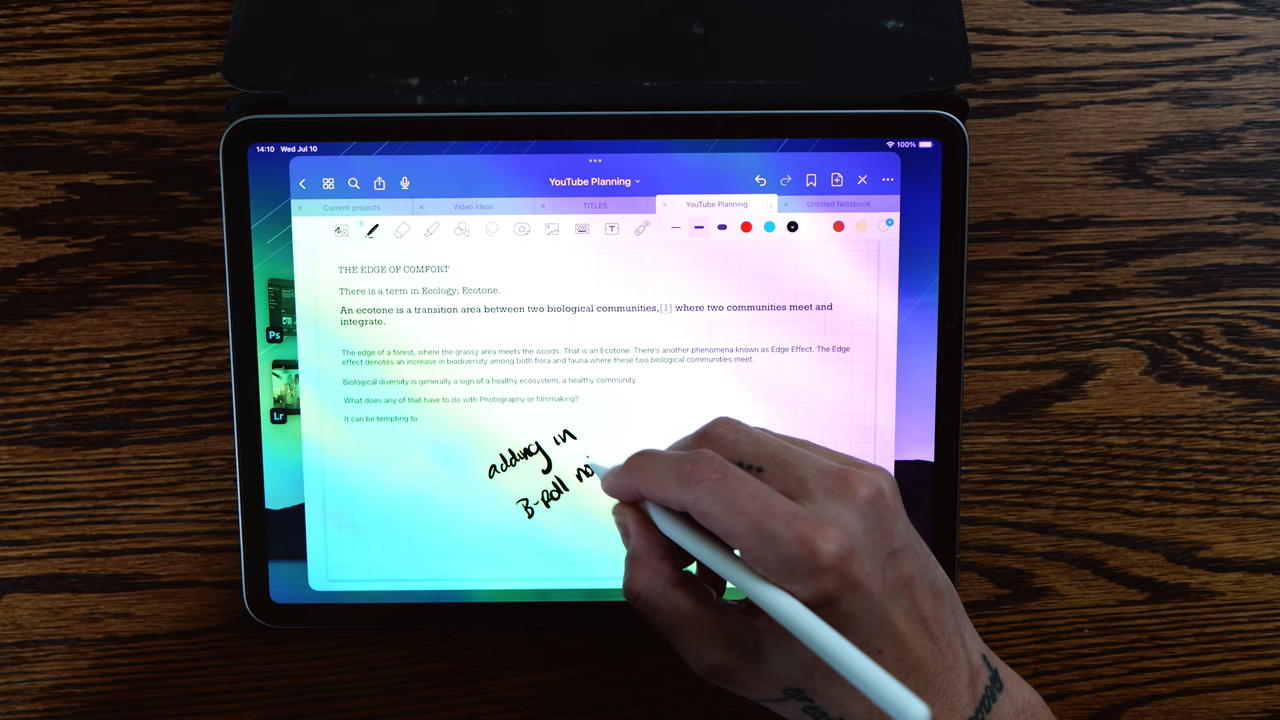 14:10 Wed Jul 10
100%
YouTube Planning
Current projects
Video Ideas
TITLES
YouTube Planning
Untitled Notebook
THE EDGE OF COMFORT
There is a term in Ecology; Ecotone.
An ecotone is a transition area between two biological communities,[1] where two communities meet and
integrate.
The edge of a forest, where the grassy area meets the woods. That is an Ecotone. There's another phenomena known as Edge Effect. The Edge
effect denotes an increase in biodiversity among both flora and fauna where these two biological communities meet.
Biological diversity is generally a sign of a healthy ecosystem, a healthy community.
What does any of that have to do with Photography or filmmaking?
It can be tempting to
adding in
B-Roll no
Ps
Lr